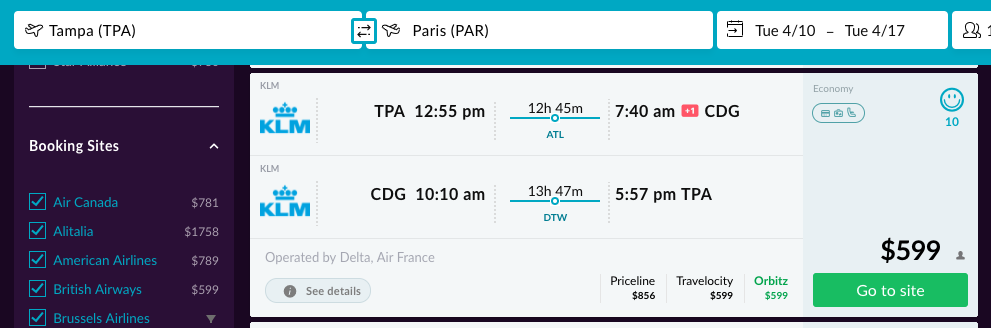 Tampa (TPA)
Paris (PAR)
Tue 4/10 – Tue 4/17
1
Booking Sites
Air Canada $781
Alitalia $1758
American Airlines $789
British Airways $599
Brussels Airlines
KLM
KLM
TPA 12:55 pm
12h 45m
ATL
7:40 am +1 CDG
KLM
KLM
CDG 10:10 am
13h 47m
DTW
5:57 pm TPA
Operated by Delta, Air France
i See details
Priceline
$856
Travelocity
$599
Orbitz
$599
Economy
10
$599
Go to site